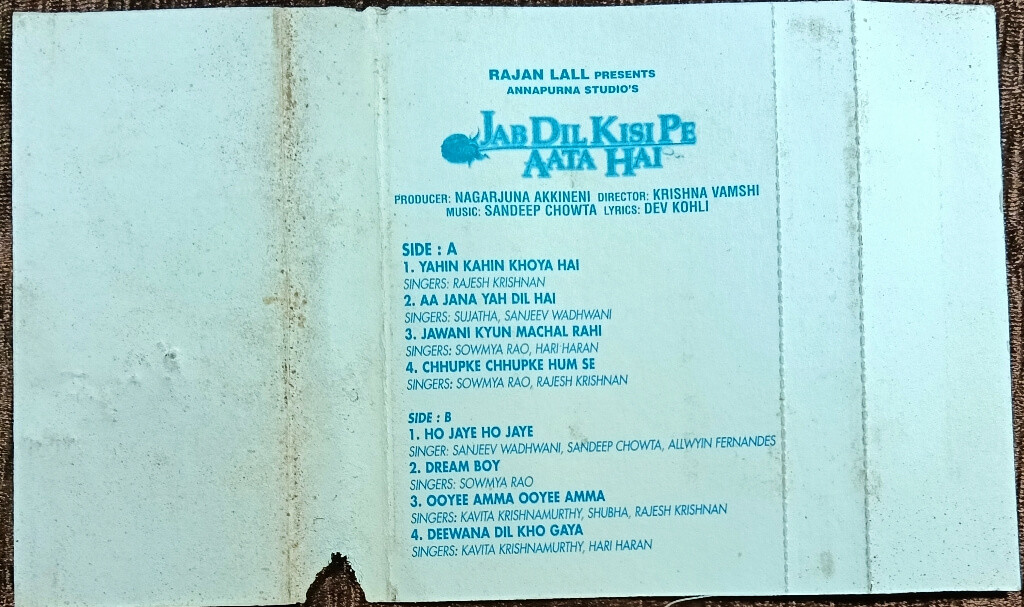 RAJAN LALL PRESENTS
ANNAPURNA STUDIO'S
JAB DIL KISI PE
AATA HAI
PRODUCER: NAGARJUNA AKKINENI DIRECTOR: KRISHNA VAMSHI
MUSIC: SANDEEP CHOWTA LYRICS: DEV KOHLI
SIDE : A
1. YAHIN KAHIN KHOYA HAI
SINGERS: RAJESH KRISHNAN
2. AA JANA YAH DIL HAI
SINGERS: SUJATHA, SANJEEV WADHWANI
3. JAWANI KYUN MACHAL RAHI
SINGERS: SOWMYA RAO, HARI HARAN
4. CHHUPKE CHHUPKE HUM SE
SINGERS: SOWMYA RAO, RAJESH KRISHNAN
SIDE : B
1. HO JAYE HO JAYE
SINGER: SANJEEV WADHWANI, SANDEEP CHOWTA, ALLWYIN FERNANDES
2. DREAM BOY
SINGERS: SOWMYA RAO
3. OOYEE AMMA OOYEE AMMA
SINGERS: KAVITA KRISHNAMURTHY, SHUBHA, RAJESH KRISHNAN
4. DEEWANA DIL KHO GAYA
SINGERS: KAVITA KRISHNAMURTHY, HARI HARAN